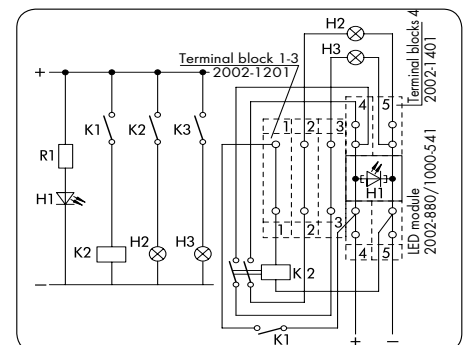 H2
H3
Terminal block 1-3
2002-1201
Terminal blocks 4
2002-1401
+
K1 K2 K3
R1
H1
K2 H2 H3
−
1 2 3 4 5
H1
LED module
2002-880/1000-541
1 2 3 4 5
K 2
K1
+ −